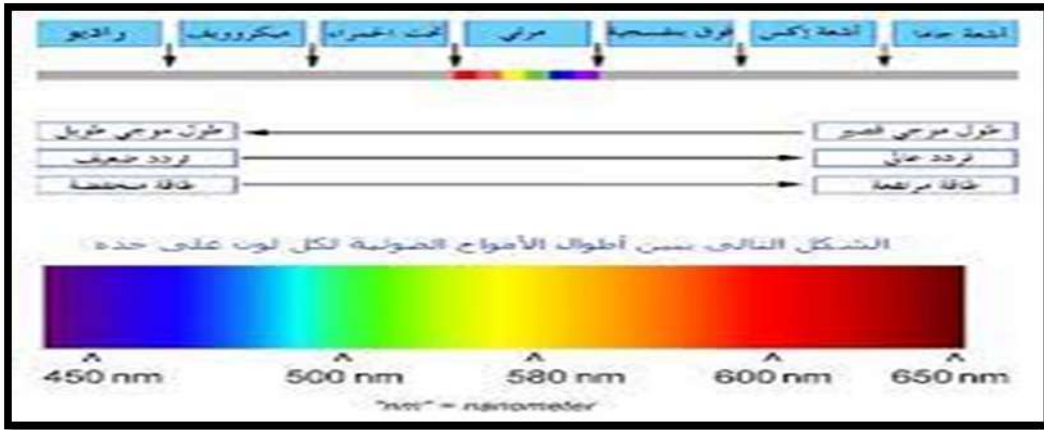 راديو ميكروويف تحت الحمراء مرئي فوق بنفسجية أشعة إكس أشعة جاما
طول موجي طويل طول موجي قصير
تردد ضعيف تردد عالي
طاقة منخفضة طاقة مرتفعة
الشكل التالي يبين أطوال الأمواج الضوئية لكل لون على حده
450 nm 500 nm 580 nm 600 nm 650 nm
"nm" = nanometer